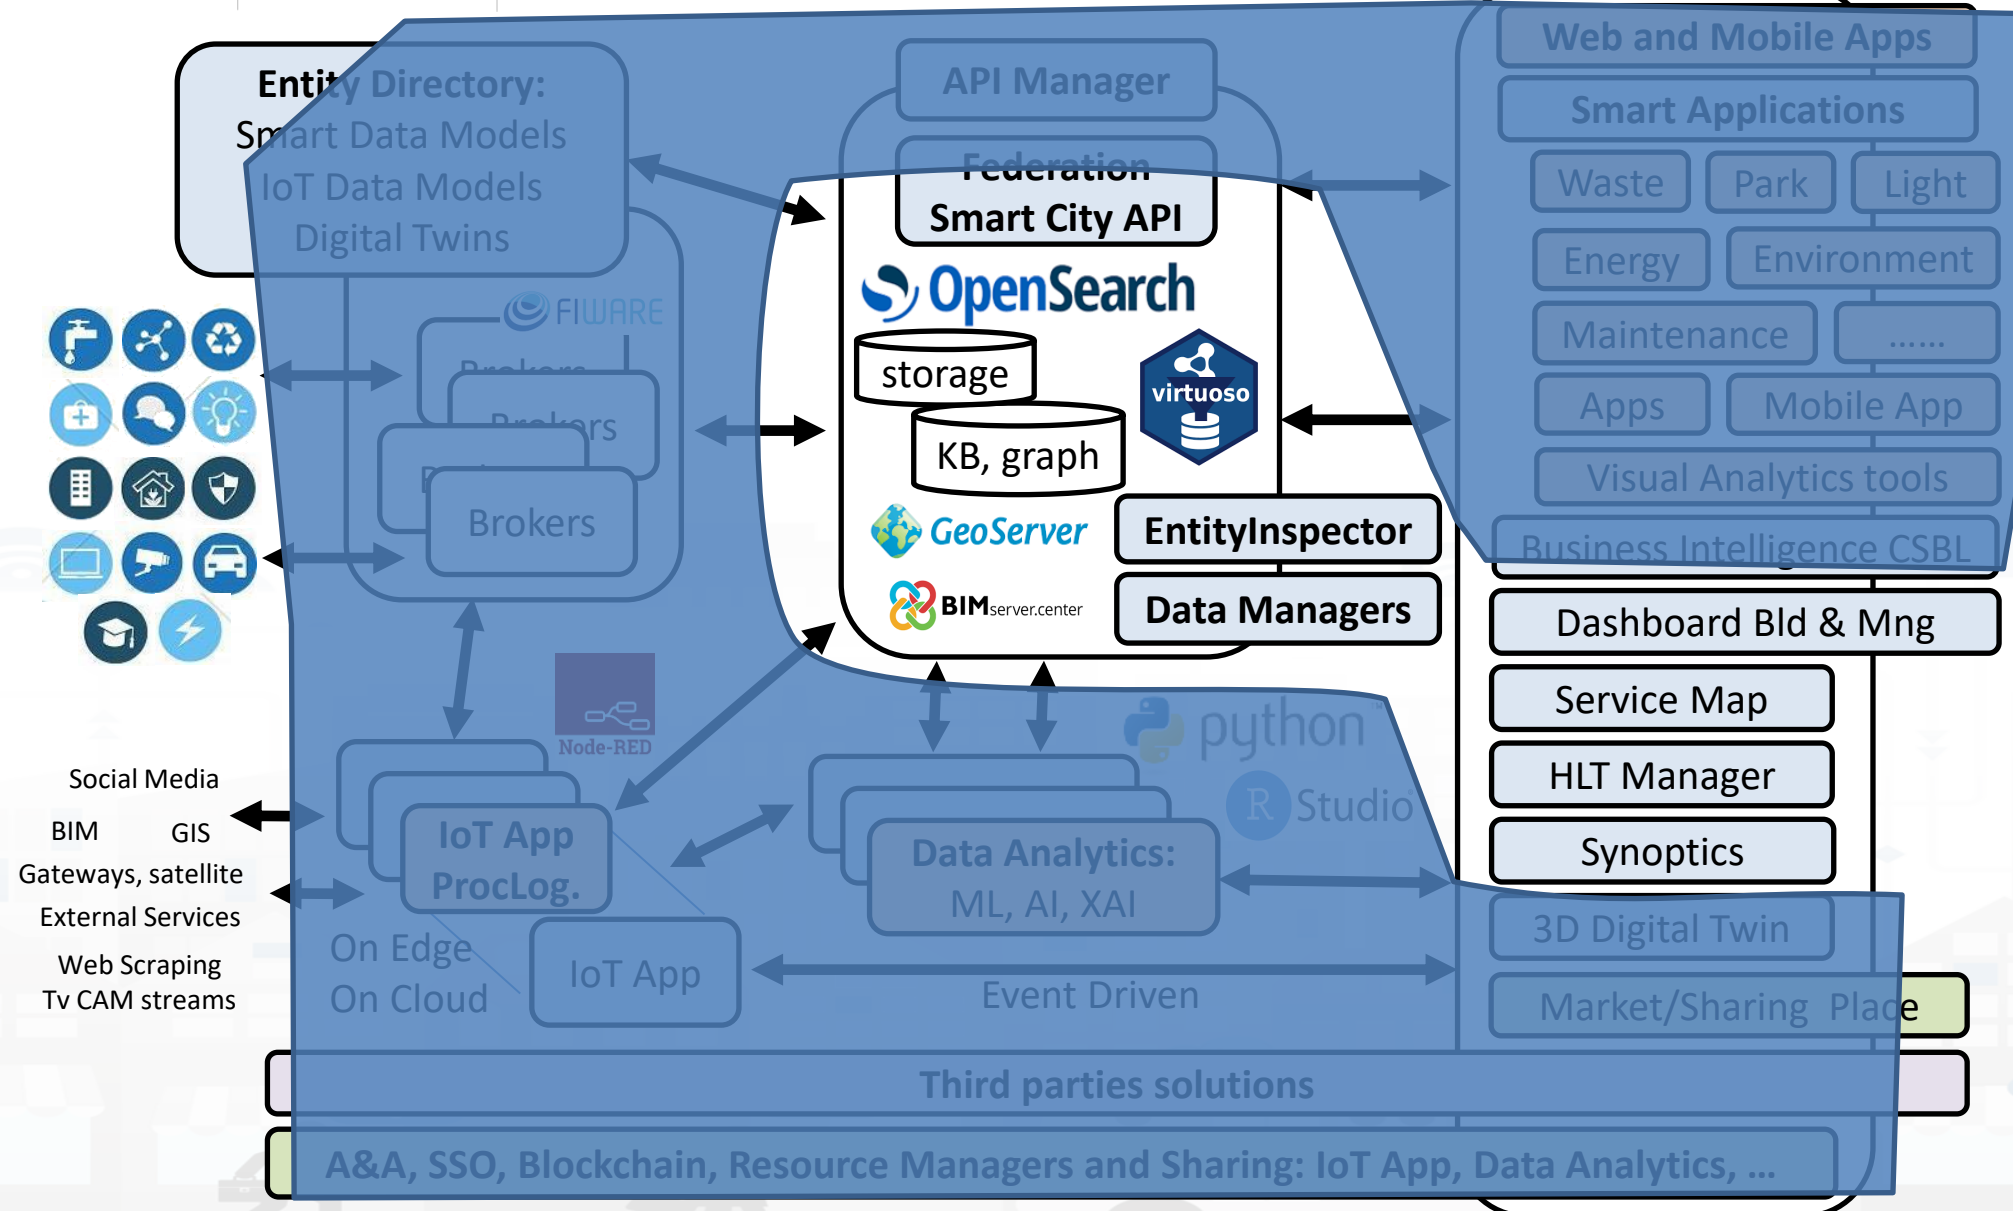 Entity Directory:
Smart Data Models
IoT Data Models
Digital Twins
FIWARE
Brokers
Brokers
Brokers
API Manager
Federation
Smart City API
OpenSearch
storage
virtuoso
KB, graph
GeoServer
EntityInspector
BIMserver.center
Data Managers
Web and Mobile Apps
Smart Applications
Waste
Park
Light
Energy
Environment
Maintenance
......
Apps
Mobile App
Visual Analytics tools
Business Intelligence CSBL
Dashboard Bld & Mng
Service Map
HLT Manager
Synoptics
3D Digital Twin
Market/Sharing Place
Node-RED
python
R Studio
Social Media
BIM
GIS
Gateways, satellite
External Services
Web Scraping
Tv CAM streams
IoT App
ProcLog.
On Edge
On Cloud
IoT App
Data Analytics:
ML, AI, XAI
Event Driven
Third parties solutions
A&A, SSO, Blockchain, Resource Managers and Sharing: IoT App, Data Analytics, ...